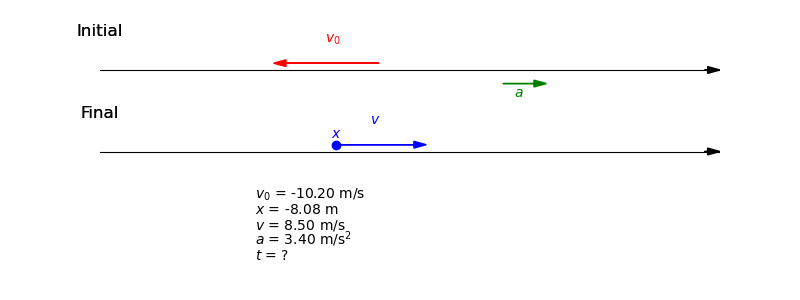 Initial
v₀
a
Final
v
x
v₀ = -10.20 m/s
x = -8.08 m
v = 8.50 m/s
a = 3.40 m/s²
t = ?